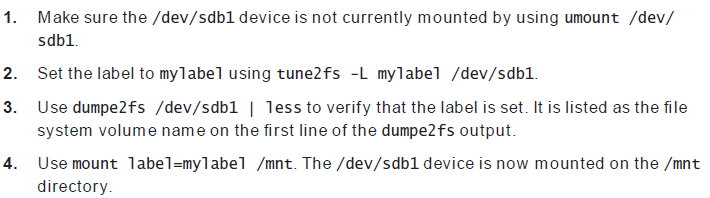 1. Make sure the /dev/sdb1 device is not currently mounted by using umount /dev/
sdb1.
2. Set the label to mylabel using tune2fs -L mylabel /dev/sdb1.
3. Use dumpe2fs /dev/sdb1 | less to verify that the label is set. It is listed as the file
system volume name on the first line of the dumpe2fs output.
4. Use mount label=mylabel /mnt. The /dev/sdb1 device is now mounted on the /mnt
directory.